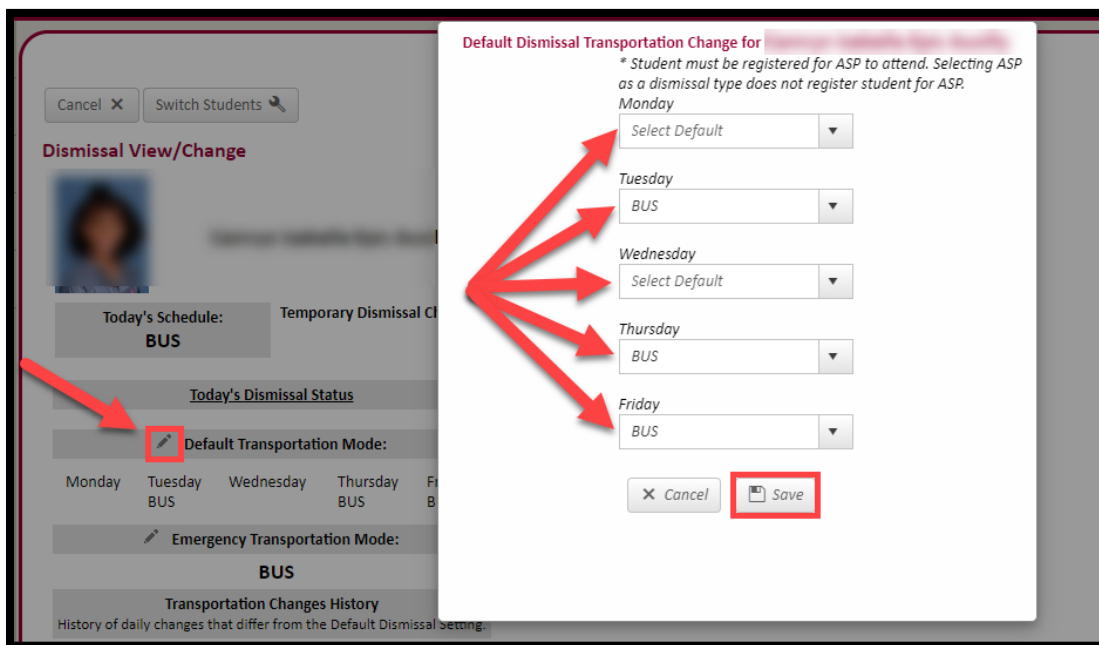 Cancel ✕ Switch Students
Dismissal View/Change
Today's Schedule:
BUS
Temporary Dismissal Ch
Today's Dismissal Status
Default Transportation Mode:
Monday Tuesday Wednesday Thursday Fr
BUS BUS B
Emergency Transportation Mode:
BUS
Transportation Changes History
History of daily changes that differ from the Default Dismissal Setting.
Default Dismissal Transportation Change for
* Student must be registered for ASP to attend. Selecting ASP
as a dismissal type does not register student for ASP.
Monday
Select Default
Tuesday
BUS
Wednesday
Select Default
Thursday
BUS
Friday
BUS
✕ Cancel Save